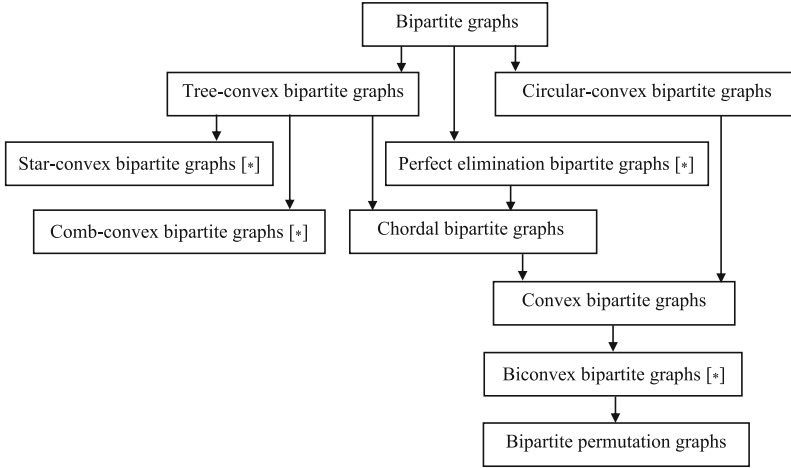 Bipartite graphs
Tree-convex bipartite graphs
Circular-convex bipartite graphs
Star-convex bipartite graphs [*]
Perfect elimination bipartite graphs [*]
Comb-convex bipartite graphs [*]
Chordal bipartite graphs
Convex bipartite graphs
Biconvex bipartite graphs [*]
Bipartite permutation graphs